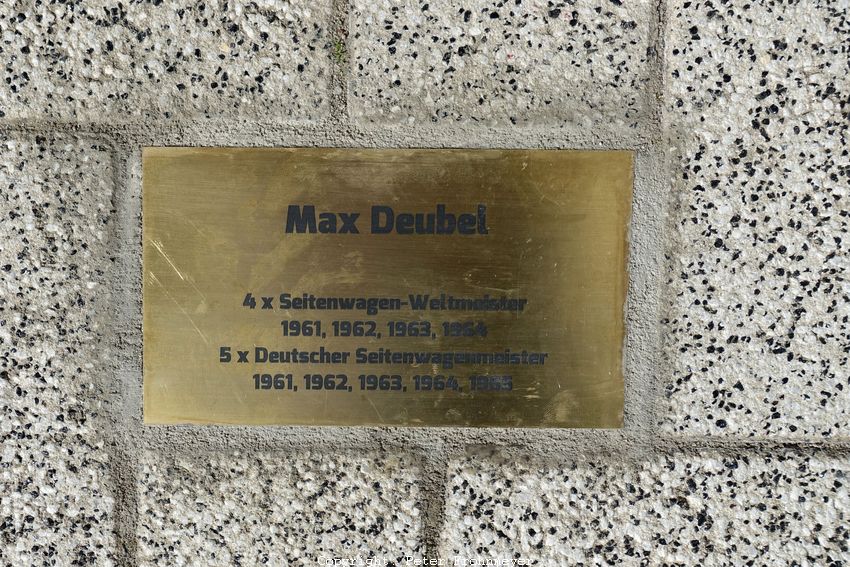 Max Deubel
4 x Seitenwagen-Weltmeister
1961, 1962, 1963, 1964
5 x Deutscher Seitenwagenmeister
1961, 1962, 1963, 1964, 1965
Copyright: Peter Frohnmeyer